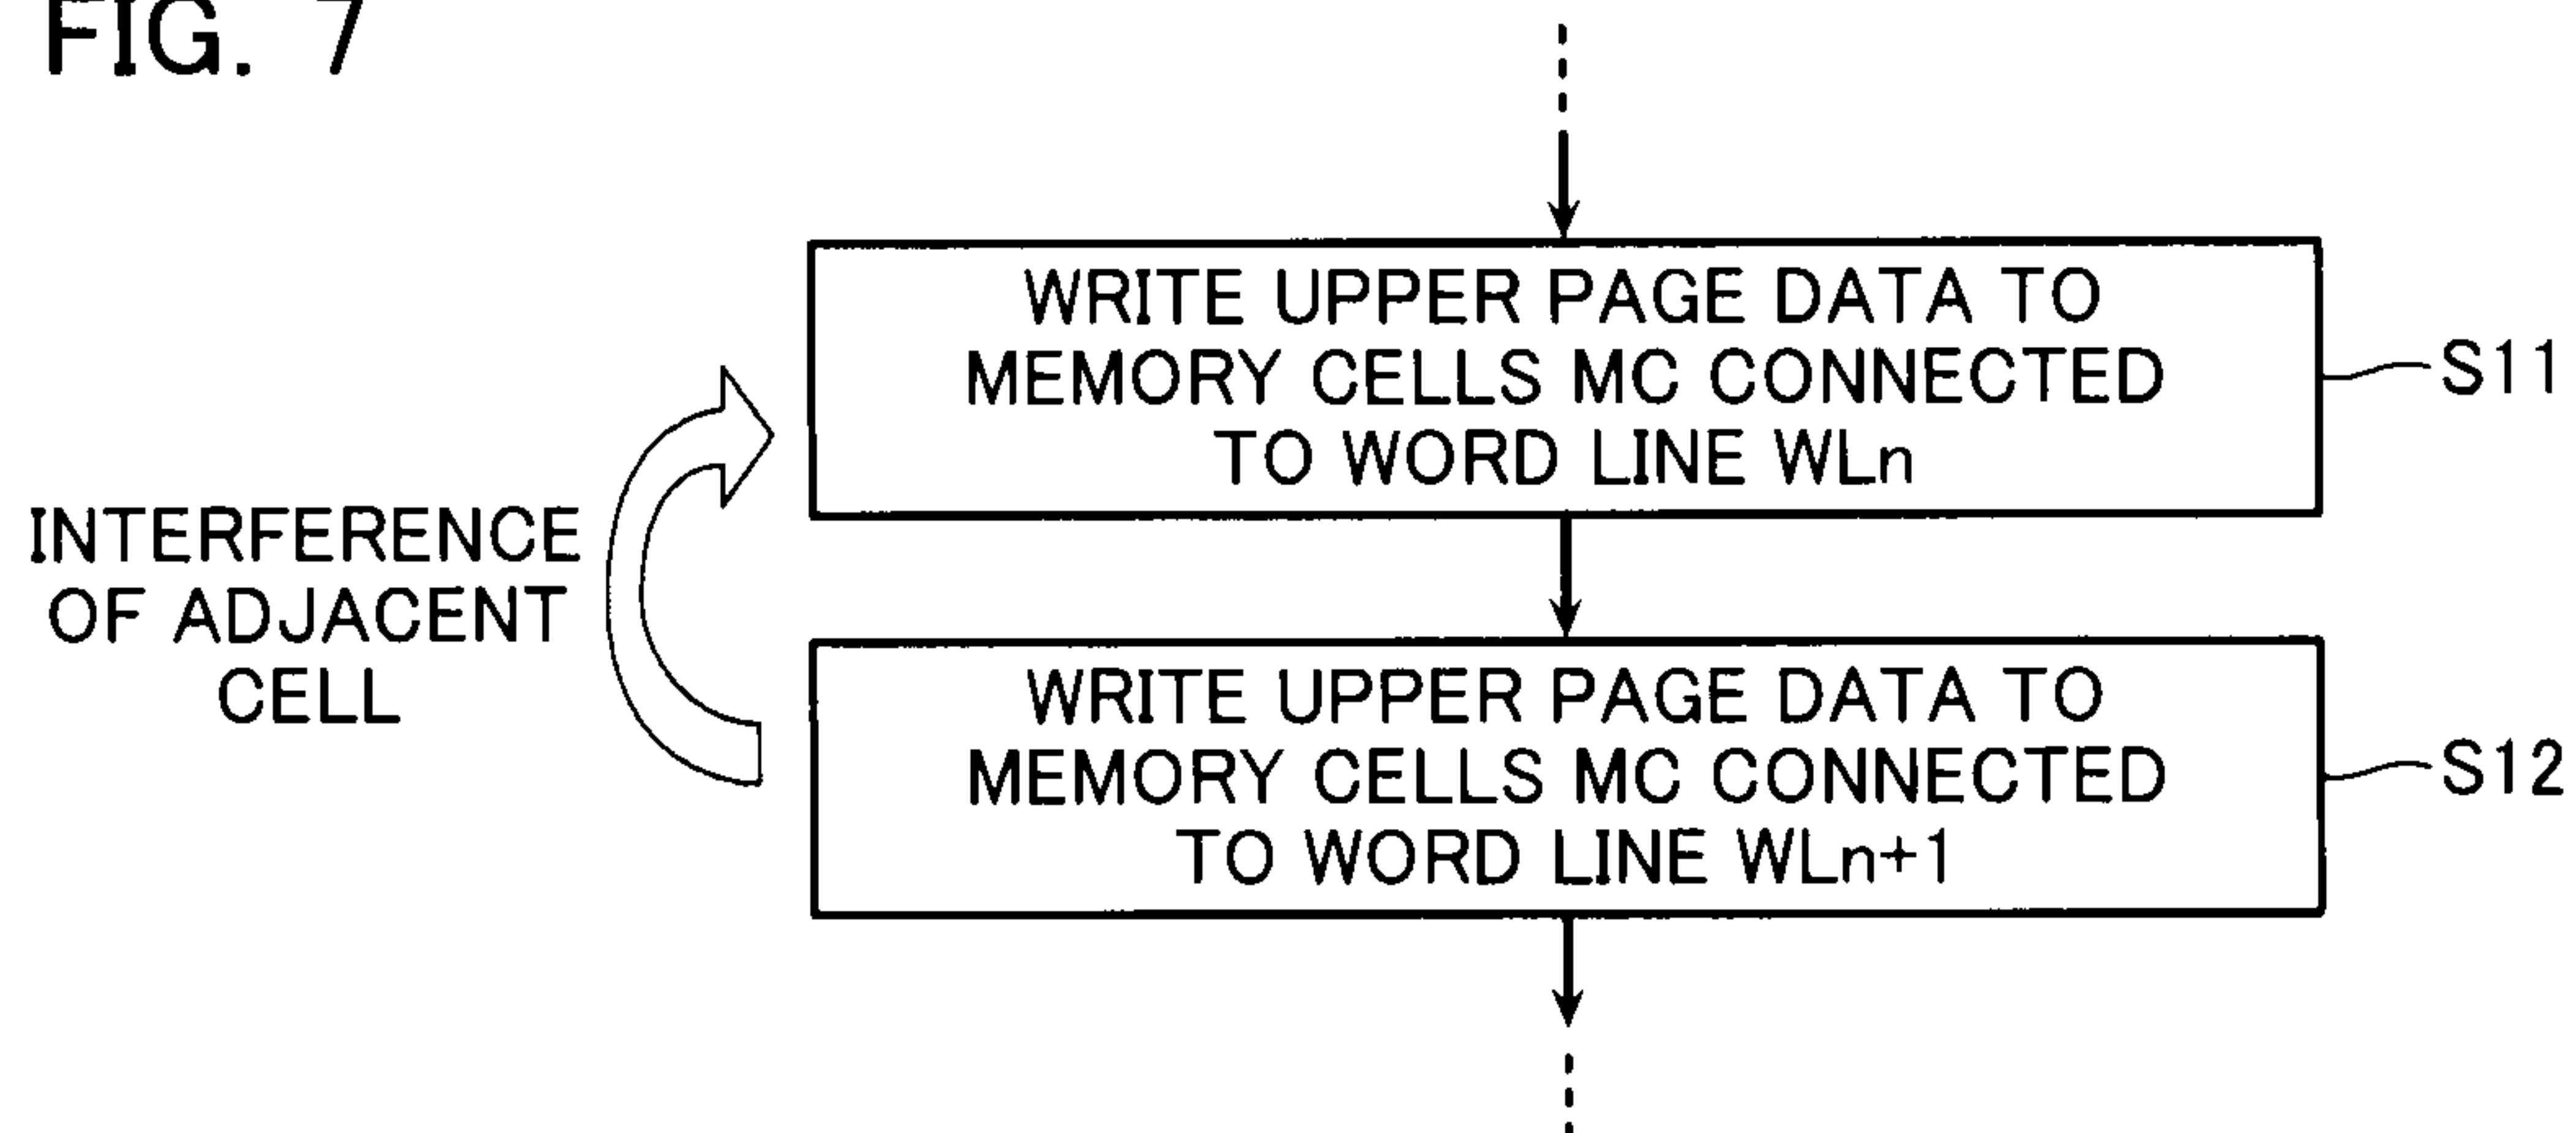 FIG. 7
WRITE UPPER PAGE DATA TO
MEMORY CELLS MC CONNECTED
TO WORD LINE WLn
S11
INTERFERENCE
OF ADJACENT
CELL
WRITE UPPER PAGE DATA TO
MEMORY CELLS MC CONNECTED
TO WORD LINE WLn+1
S12